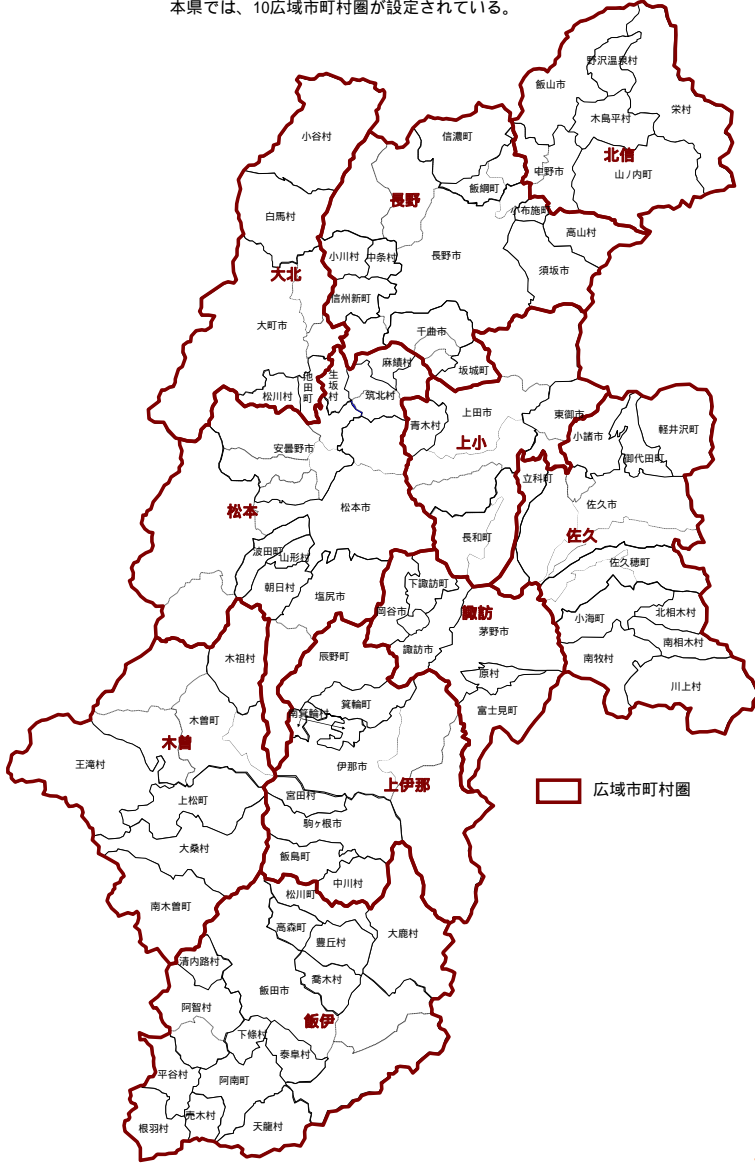 本県では、10広域市町村圏が設定されている。
野沢温泉村
飯山市
栄村
木島平村
北信
山ノ内町
中野市
小谷村
信濃町
飯綱町
長野
小布施町
高山村
白馬村
小川村
中条村
長野市
須坂市
大北
信州新町
大町市
千曲市
麻績村
坂城町
生坂村
池田町
松川村
筑北村
上田市
東御市
青木村
上小
小諸市
軽井沢町
御代田町
安曇野市
立科町
佐久市
松本
松本市
佐久
長和町
波田町
山形村
佐久穂町
朝日村
塩尻市
下諏訪町
岡谷市
諏訪
小海町
北相木村
茅野市
南相木村
諏訪市
南牧村
木祖村
辰野町
原村
川上村
箕輪町
富士見町
南箕輪村
木曽町
木曽
王滝村
伊那市
上伊那
広域市町村圏
宮田村
上松町
駒ヶ根市
大桑村
飯島町
中川村
松川町
南木曽町
高森町
豊丘村
大鹿村
清内路村
喬木村
飯田市
阿智村
飯伊
下條村
泰阜村
平谷村
阿南町
売木村
根羽村
天龍村